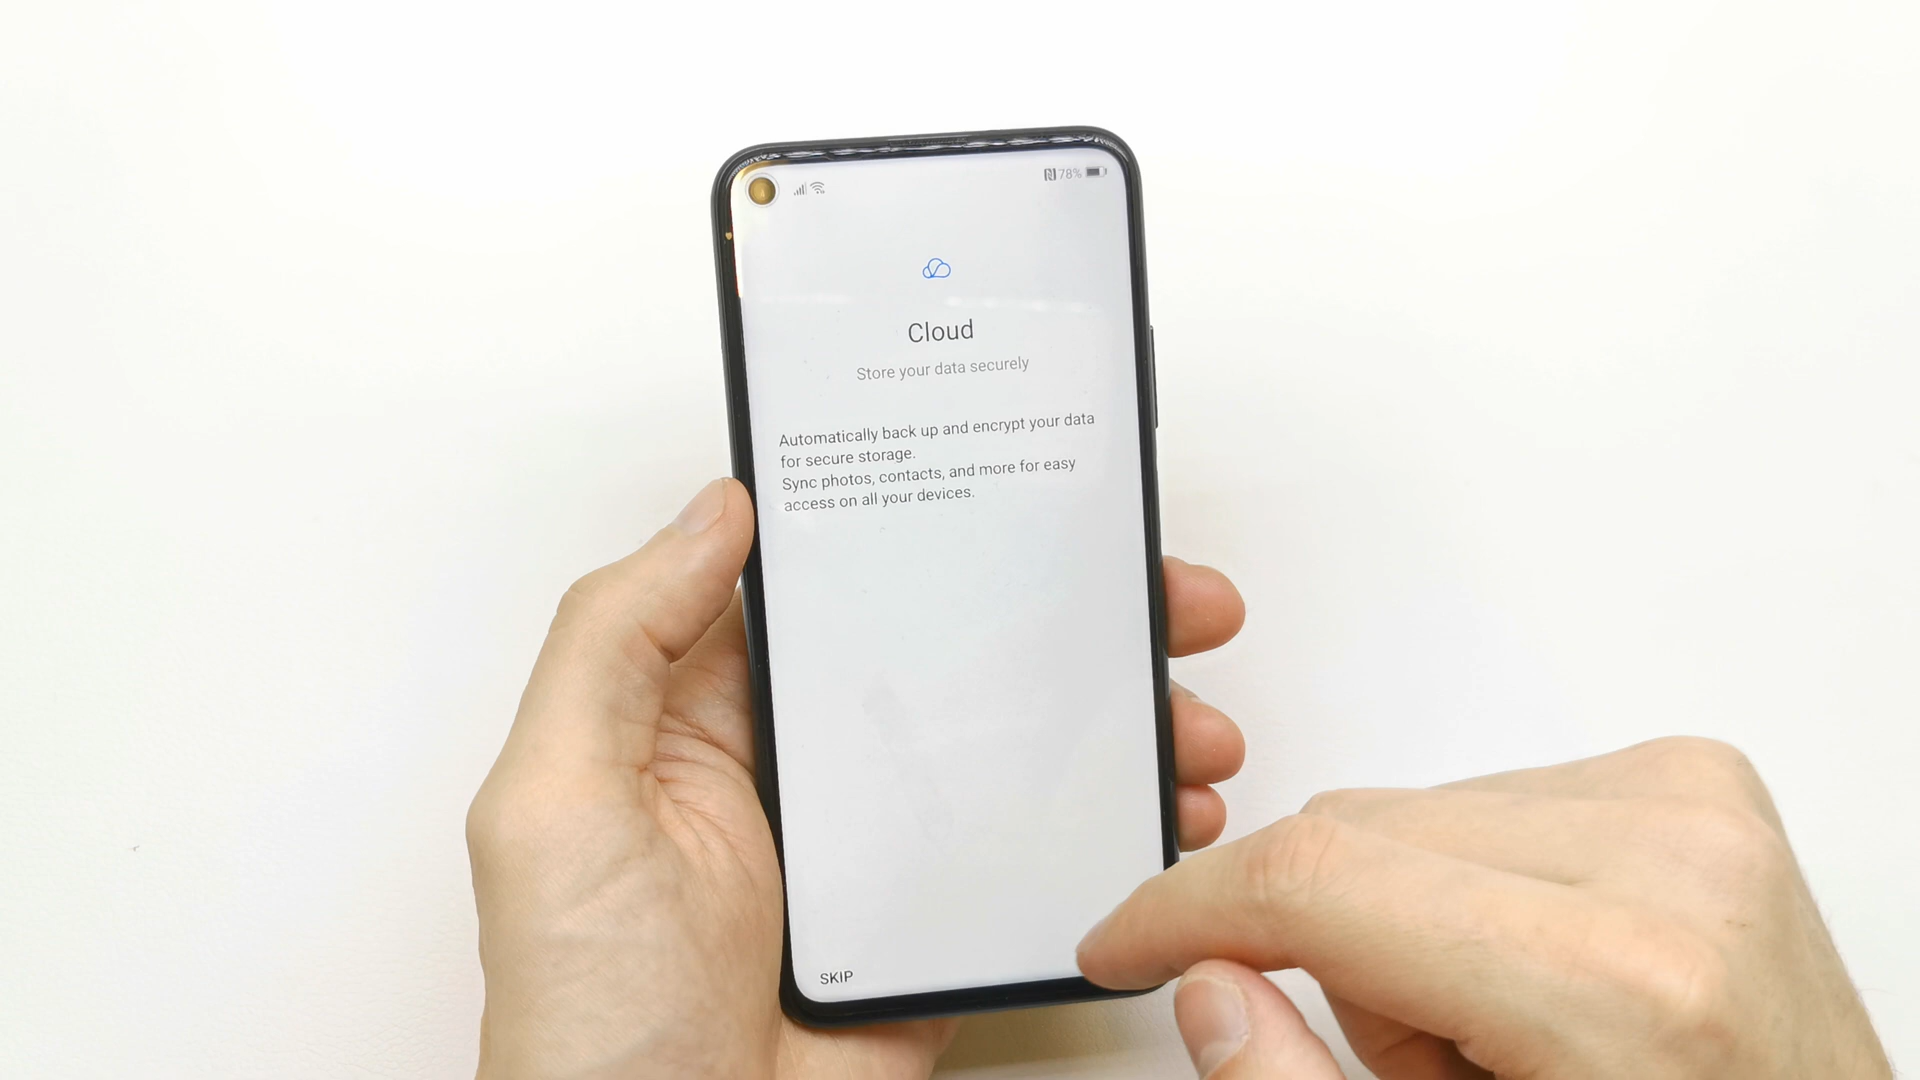 78%
Cloud
Store your data securely
Automatically back up and encrypt your data
for secure storage.
Sync photos, contacts, and more for easy
access on all your devices.
SKIP